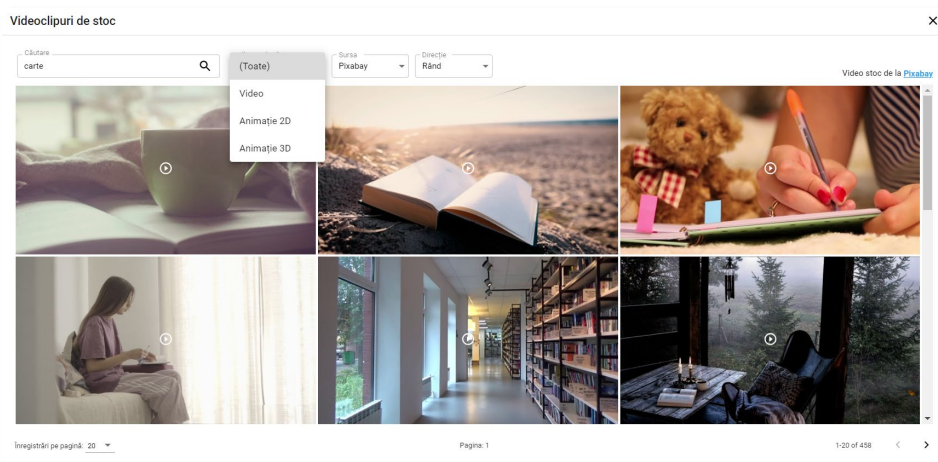 Videoclipuri de stoc
Căutare
carte
(Toate)
Video
Animație 2D
Animație 3D
Sursa
Pixabay
Direcție
Rând
Video stoc de la Pixabay
Înregistrări pe pagină: 20
Pagina: 1
1-20 of 458